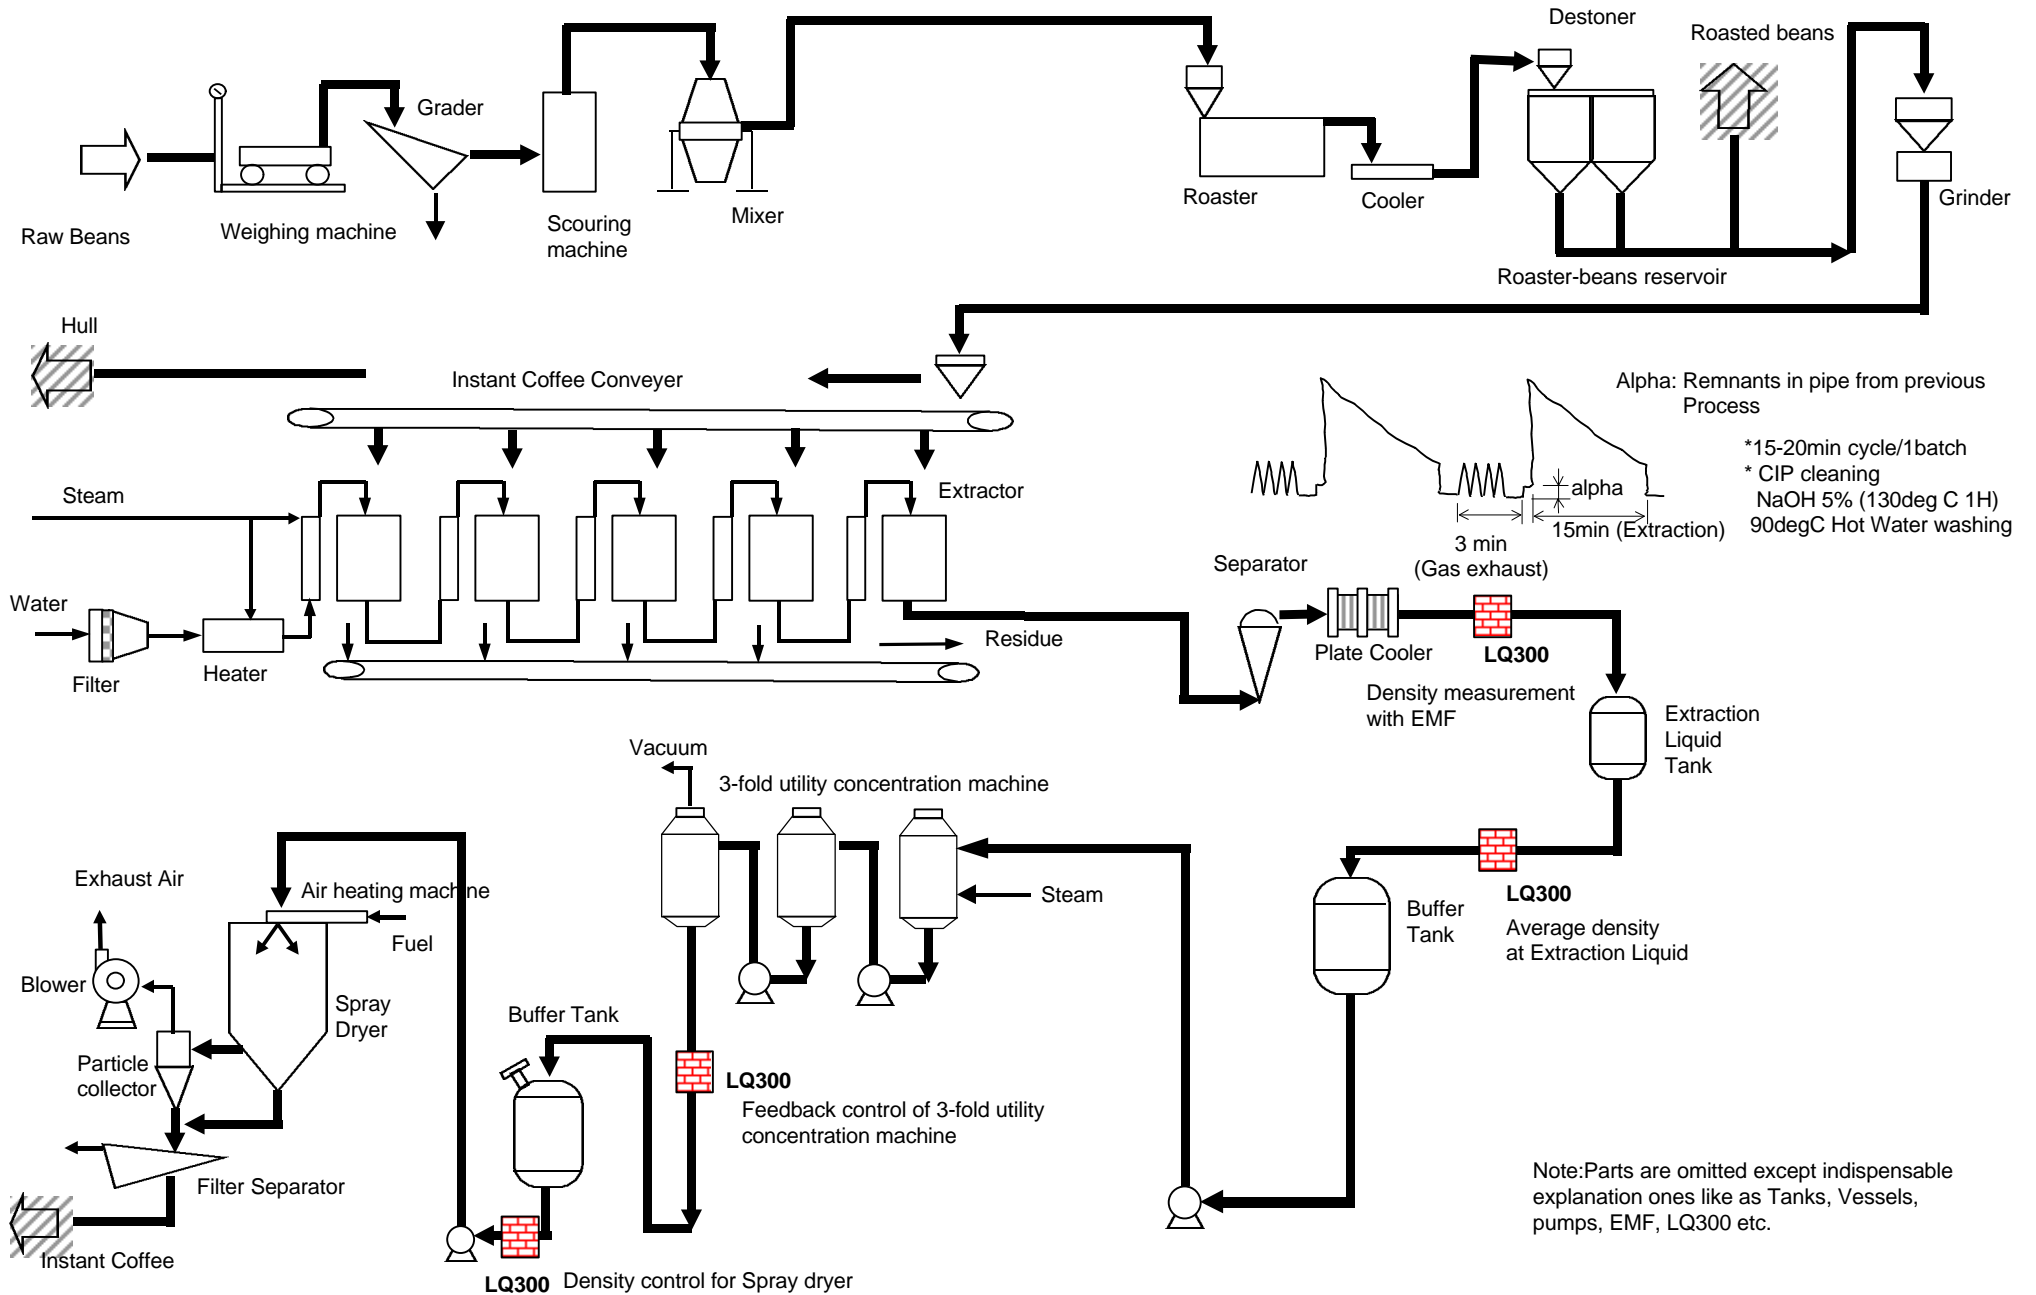 Destoner
Roasted beans
Grader
Raw Beans
Weighing machine
Scouring
machine
Mixer
Roaster
Cooler
Grinder
Roaster-beans reservoir
Hull
Instant Coffee Conveyer
Alpha: Remnants in pipe from previous
Process
*15-20min cycle/1batch
* CIP cleaning
NaOH 5% (130deg C 1H)
90degC Hot Water washing
alpha
15min (Extraction)
3 min
(Gas exhaust)
Steam
Extractor
Water
Filter
Heater
Residue
Separator
Plate Cooler
LQ300
Density measurement
with EMF
Extraction
Liquid
Tank
Vacuum
3-fold utility concentration machine
Steam
LQ300
Average density
at Extraction Liquid
Buffer
Tank
Exhaust Air
Air heating machine
Fuel
Blower
Spray
Dryer
Particle
collector
Buffer Tank
LQ300
Feedback control of 3-fold utility
concentration machine
Filter Separator
Instant Coffee
LQ300 Density control for Spray dryer
Note:Parts are omitted except indispensable
explanation ones like as Tanks, Vessels,
pumps, EMF, LQ300 etc.